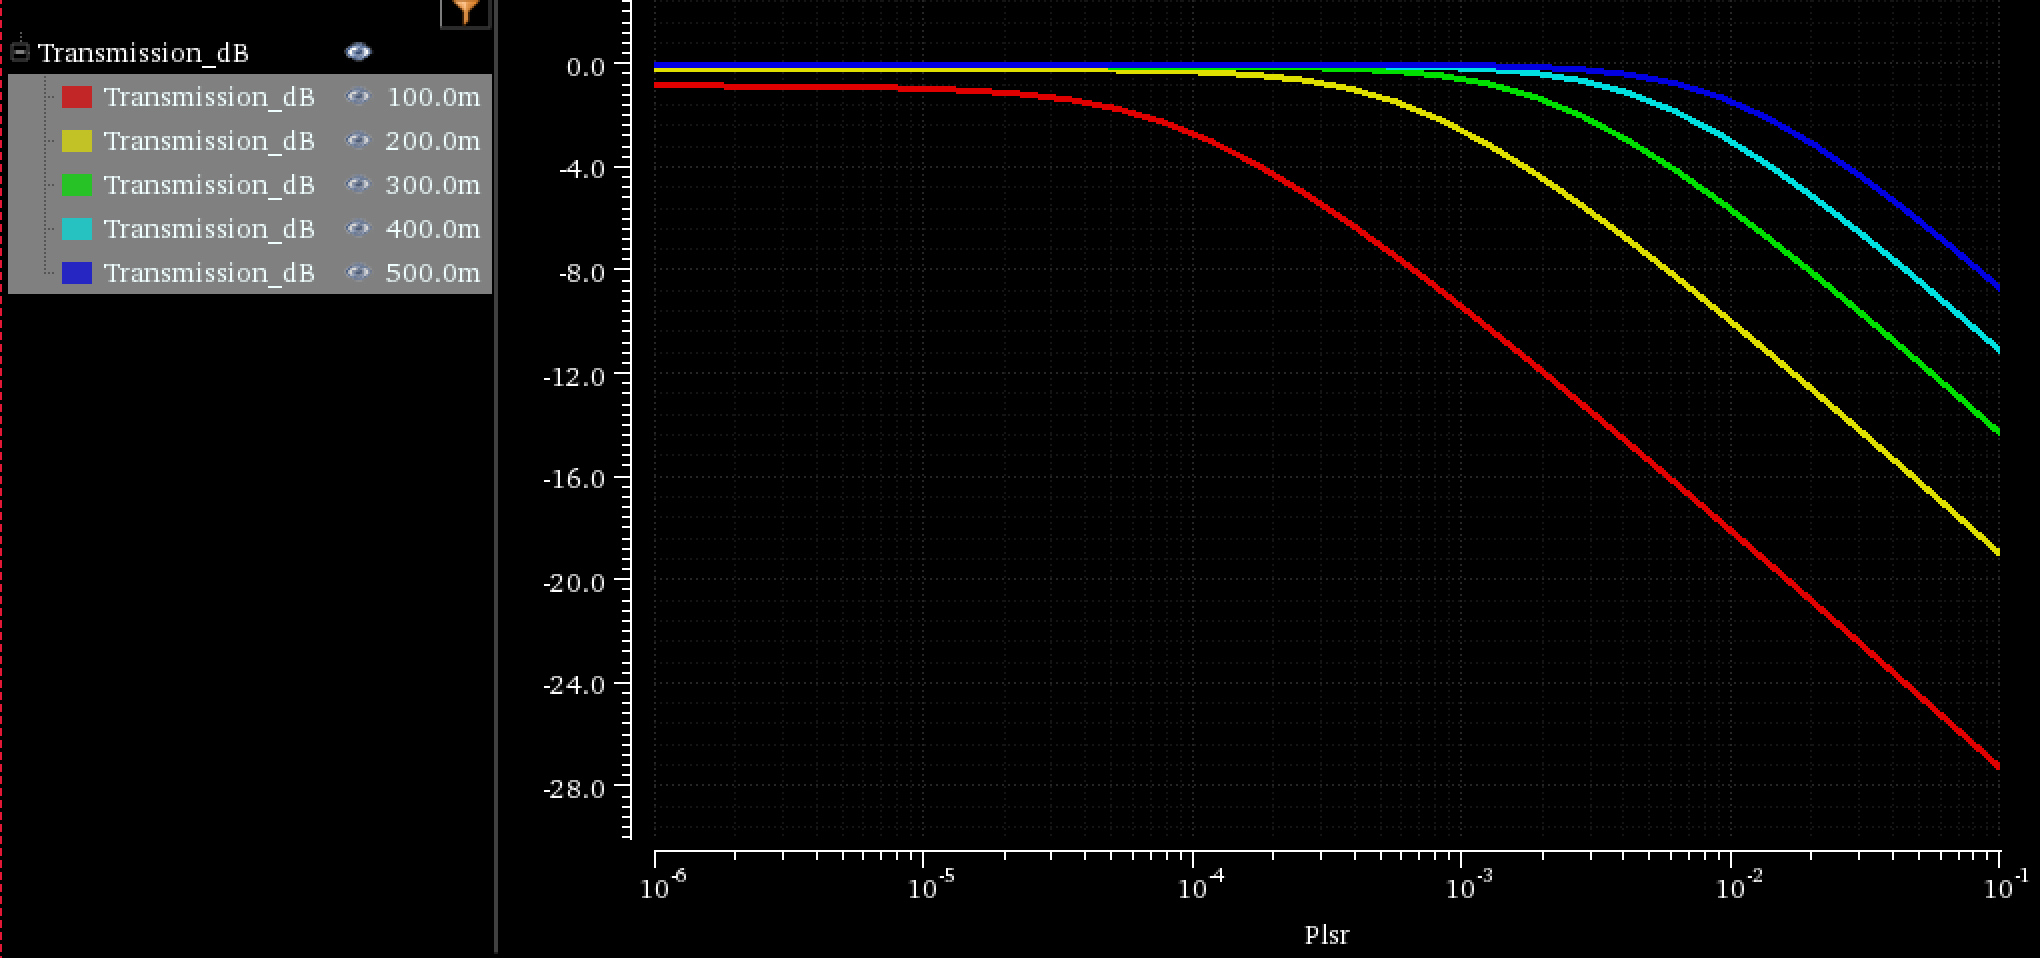 Transmission_dB
Transmission_dB 100.0m
Transmission_dB 200.0m
Transmission_dB 300.0m
Transmission_dB 400.0m
Transmission_dB 500.0m
0.0
-4.0
-8.0
-12.0
-16.0
-20.0
-24.0
-28.0
10^-6 10^-5 10^-4 10^-3 10^-2 10^-1
Plsr